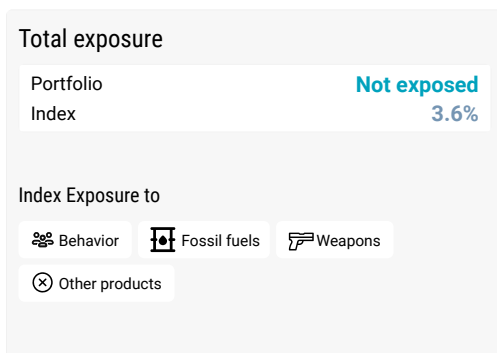 Total exposure
Portfolio Not exposed
Index 3.6%
Index Exposure to
Behavior Fossil fuels Weapons
Other products